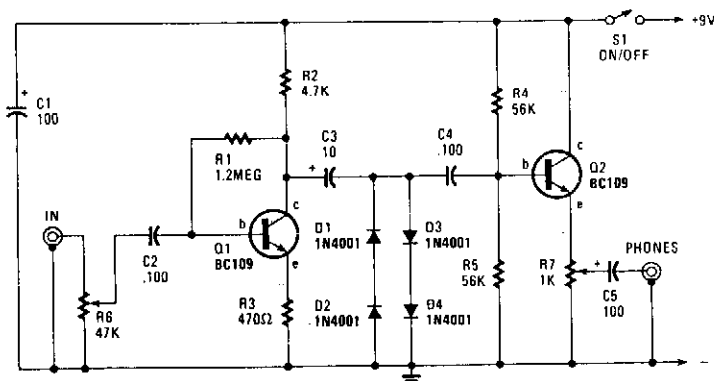 +9V
S1
ON/OFF
+
C1
100
R2
4.7K
R1
1.2MEG
C3
10
+
C4
.100
R4
56K
c
b
Q2
BC109
e
IN
C2
.100
b
c
Q1
BC109
e
D1
1N4001
D3
1N4001
R5
56K
R7
1K
+
C5
100
PHONES
R6
47K
R3
470Ω
D2
1N4001
D4
1N4001
–